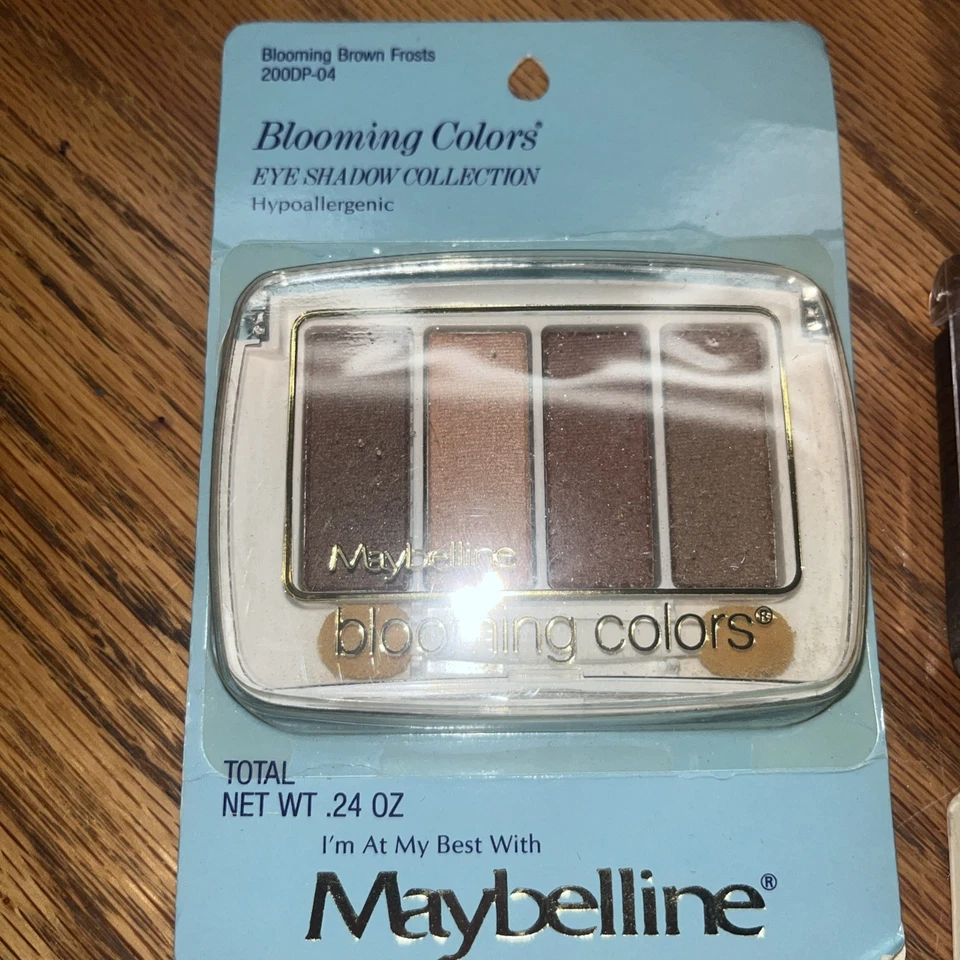 Blooming Brown Frosts
200DP-04
Blooming Colors®
EYE SHADOW COLLECTION
Hypoallergenic
Maybelline
blooming colors®
TOTAL
NET WT .24 OZ
I'm At My Best With
Maybelline®